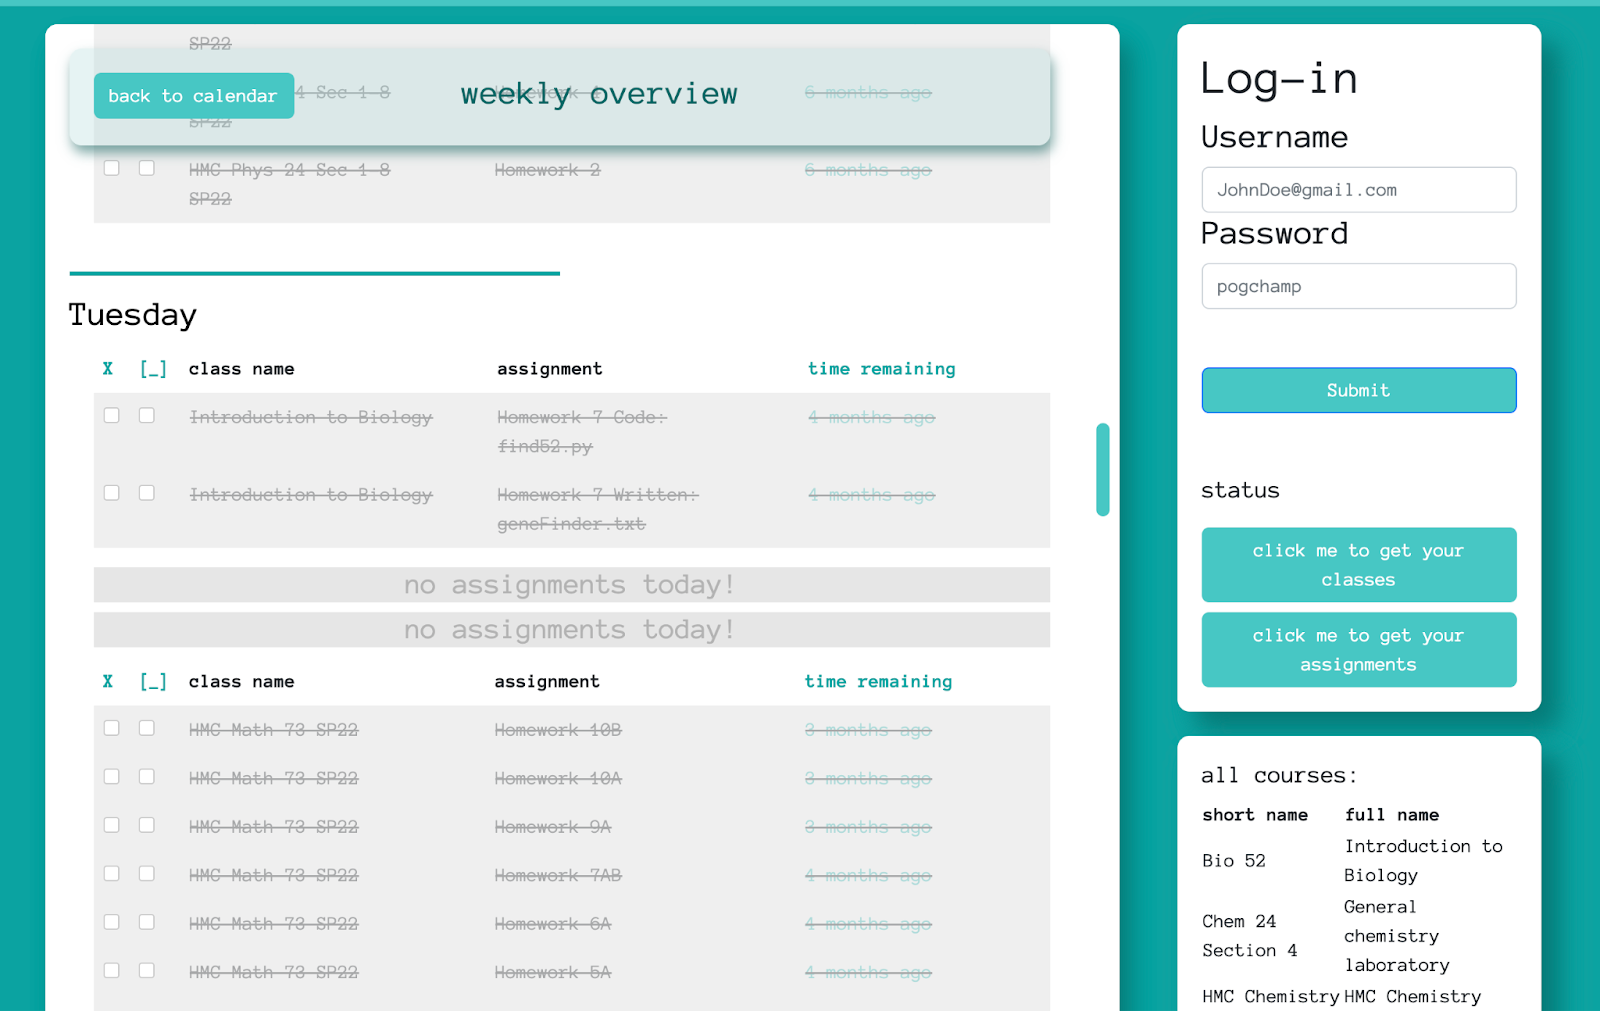 SP22
back to calendar
4 Sec 1-8
weekly overview
Homework 1
6 months ago
SP22
HMC Phys 24 Sec 1-8
Homework 2
6 months ago
SP22
Tuesday
X [_] class name assignment time remaining
Introduction to Biology Homework 7 Code: 4 months ago
find52.py
Introduction to Biology Homework 7 Written: 4 months ago
geneFinder.txt
no assignments today!
no assignments today!
X [_] class name assignment time remaining
HMC Math 73 SP22 Homework 10B 3 months ago
HMC Math 73 SP22 Homework 10A 3 months ago
HMC Math 73 SP22 Homework 9A 3 months ago
HMC Math 73 SP22 Homework 7AB 4 months ago
HMC Math 73 SP22 Homework 6A 4 months ago
HMC Math 73 SP22 Homework 5A 4 months ago
Log-in
Username
JohnDoe@gmail.com
Password
pogchamp
Submit
status
click me to get your
classes
click me to get your
assignments
all courses:
short name full name
Bio 52
Introduction to
Biology
Chem 24
Section 4
General
chemistry
laboratory
HMC Chemistry HMC Chemistry